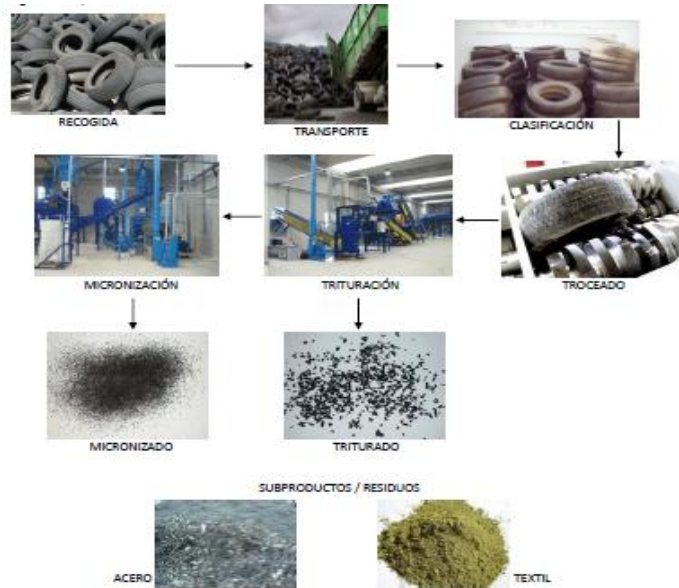 RECOGIDA
TRANSPORTE
CLASIFICACIÓN
MICRONIZACIÓN
TRITURACIÓN
TROCEADO
MICRONIZADO
TRITURADO
SUBPRODUCTOS / RESIDUOS
ACERO
TEXTIL